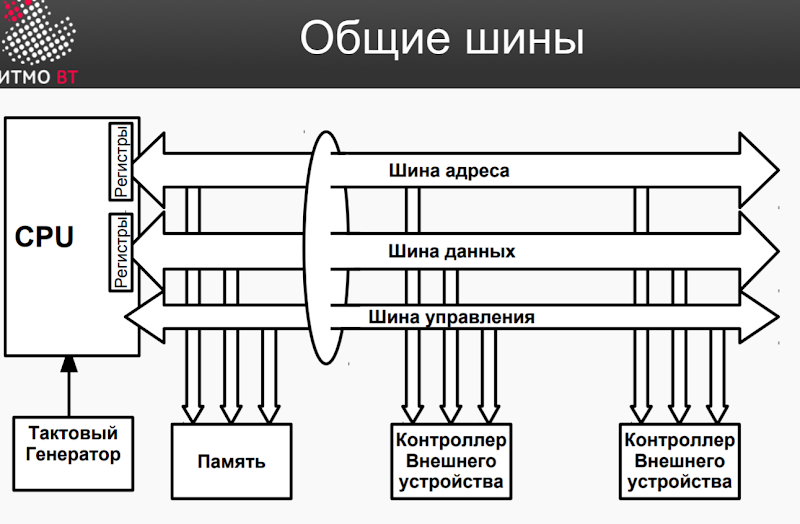 Общие шины
ИТМО ВТ
Регистры
Шина адреса
CPU
Регистры
Шина данных
Шина управления
Тактовый
Генератор
Память
Контроллер
Внешнего
устройства
Контроллер
Внешнего
устройства